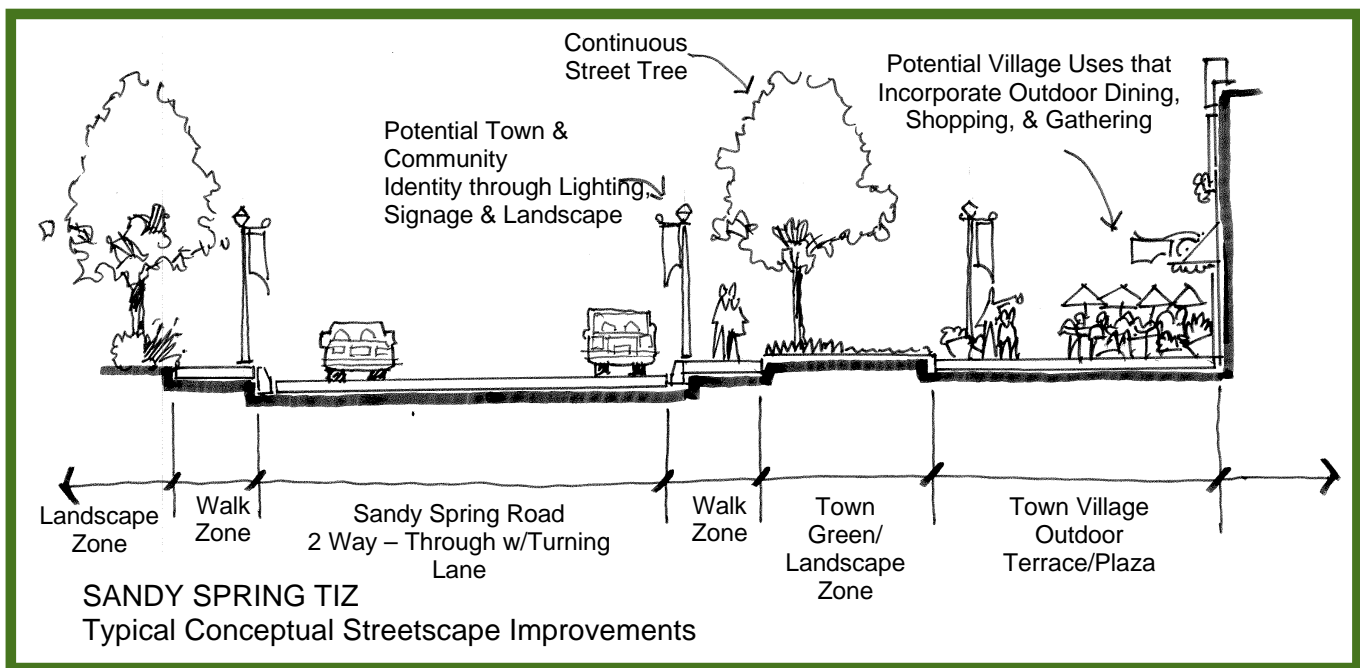 Continuous
Street Tree
Potential Village Uses that
Incorporate Outdoor Dining,
Shopping, & Gathering
Potential Town &
Community
Identity through Lighting,
Signage & Landscape
Landscape
Zone
Walk
Zone
Sandy Spring Road
2 Way – Through w/Turning
Lane
Walk
Zone
Town
Green/
Landscape
Zone
Town Village
Outdoor
Terrace/Plaza
SANDY SPRING TIZ
Typical Conceptual Streetscape Improvements